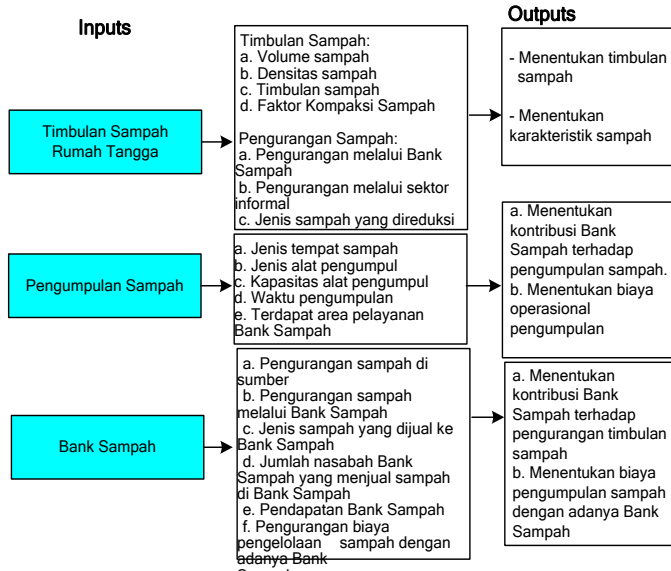 Inputs
Outputs
Timbulan Sampah
Rumah Tangga
Timbulan Sampah:
a. Volume sampah
b. Densitas sampah
c. Timbulan sampah
d. Faktor Kompaksi Sampah
Pengurangan Sampah:
a. Pengurangan melalui Bank
Sampah
b. Pengurangan melalui sektor
informal
c. Jenis sampah yang direduksi
- Menentukan timbulan
sampah
- Menentukan
karakteristik sampah
Pengumpulan Sampah
a. Jenis tempat sampah
b. Jenis alat pengumpul
c. Kapasitas alat pengumpul
d. Waktu pengumpulan
e. Terdapat area pelayanan
Bank Sampah
a. Menentukan
kontribusi Bank
Sampah terhadap
pengumpulan sampah.
b. Menentukan biaya
operasional
pengumpulan
Bank Sampah
a. Pengurangan sampah di
sumber
b. Pengurangan sampah
melalui Bank Sampah
c. Jenis sampah yang dijual ke
Bank Sampah
d. Jumlah nasabah Bank
Sampah yang menjual sampah
di Bank Sampah
e. Pendapatan Bank Sampah
f. Pengurangan biaya
pengelolaan sampah dengan
adanya Bank
a. Menentukan
kontribusi Bank
Sampah terhadap
pengurangan timbulan
sampah
b. Menentukan biaya
pengumpulan sampah
dengan adanya Bank
Sampah